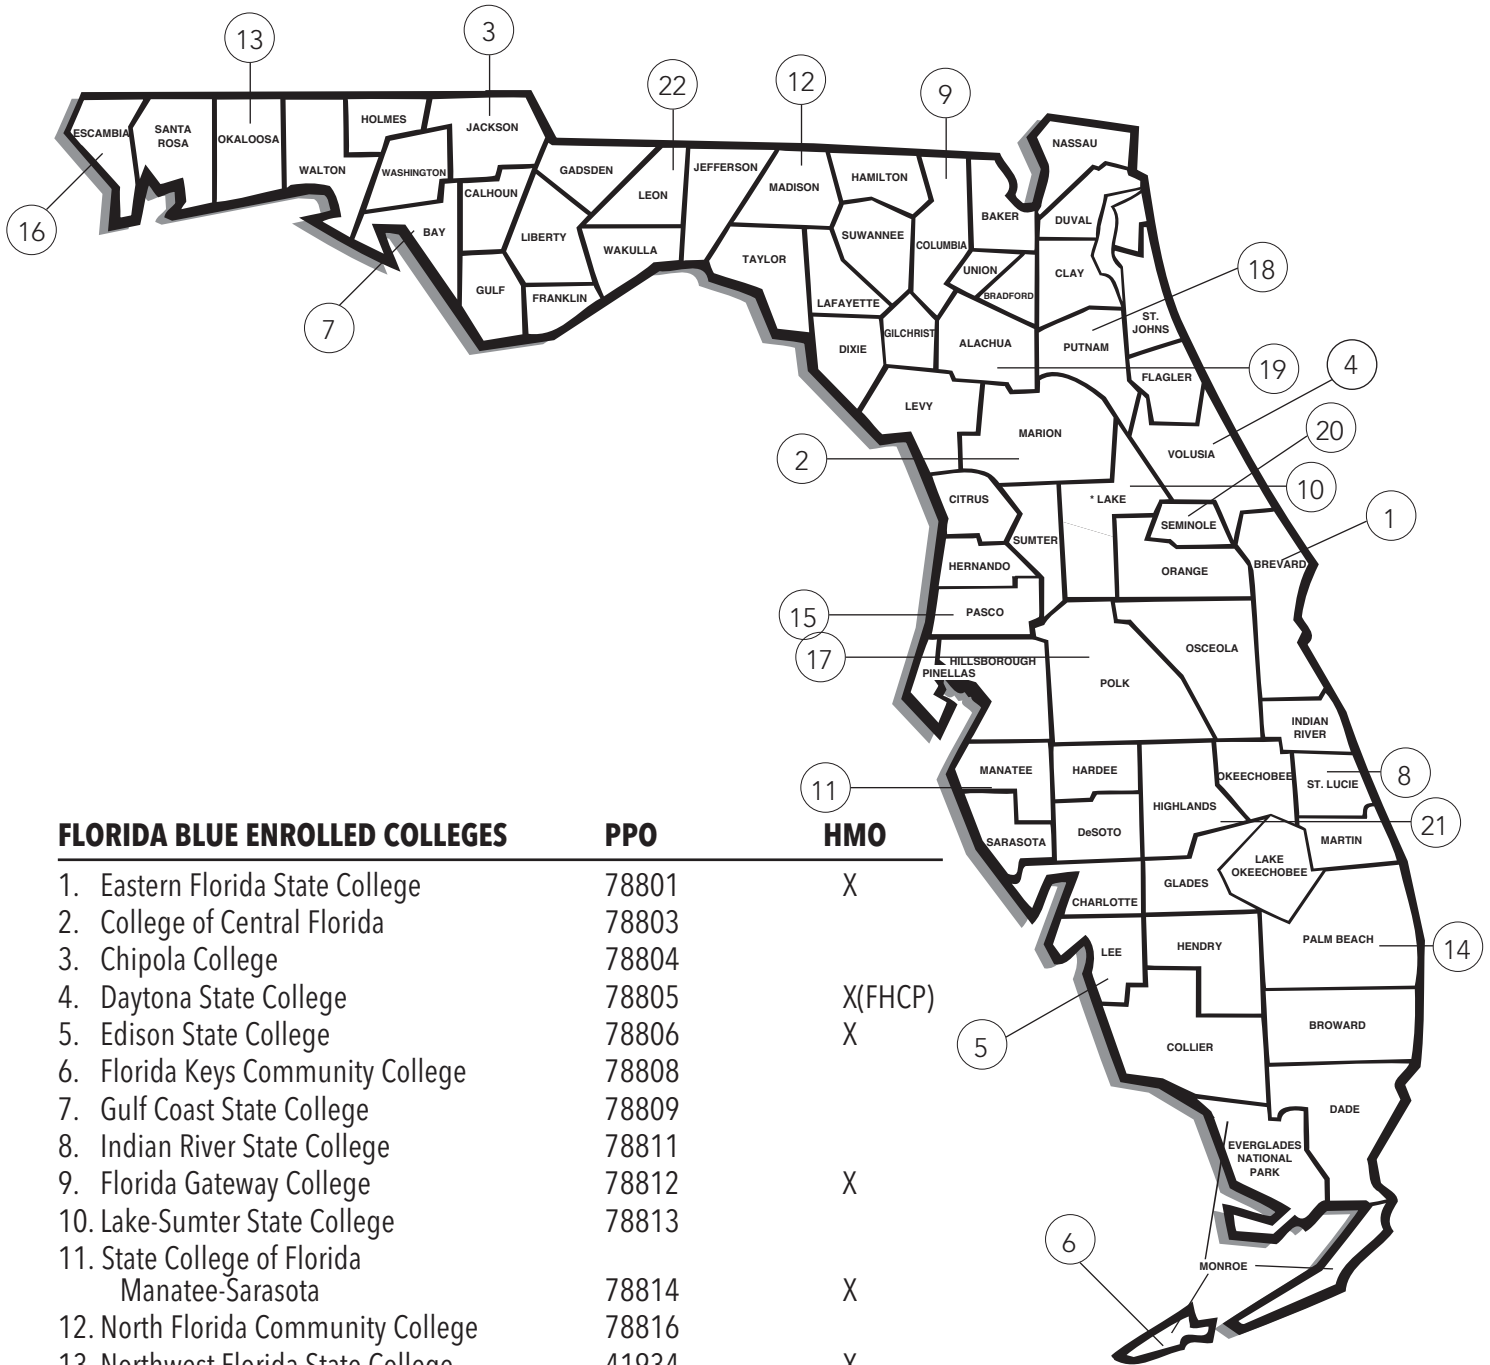 13
3
22
12
9
ESCAMBIA
SANTA
ROSA
OKALOOSA
HOLMES
JACKSON
WALTON
WASHINGTON
CALHOUN
BAY
GULF
GADSDEN
LIBERTY
FRANKLIN
LEON
WAKULLA
JEFFERSON
MADISON
TAYLOR
HAMILTON
SUWANNEE
LAFAYETTE
DIXIE
COLUMBIA
GILCHRIST
BAKER
UNION
BRADFORD
NASSAU
DUVAL
CLAY
ST.
JOHNS
ALACHUA
PUTNAM
FLAGLER
LEVY
MARION
VOLUSIA
16
7
18
19
4
20
2
10
1
CITRUS
* LAKE
SEMINOLE
SUMTER
HERNANDO
ORANGE
BREVARD
15
PASCO
17
HILLSBOROUGH
PINELLAS
POLK
OSCEOLA
INDIAN
RIVER
11
MANATEE
HARDEE
OKEECHOBEE
ST. LUCIE
8
HIGHLANDS
21
SARASOTA
DeSOTO
MARTIN
LAKE
OKEECHOBEE
GLADES
CHARLOTTE
LEE
HENDRY
PALM BEACH
14
5
COLLIER
BROWARD
DADE
EVERGLADES
NATIONAL
PARK
6
MONROE
FLORIDA BLUE ENROLLED COLLEGES PPO HMO
1. Eastern Florida State College 78801 X
2. College of Central Florida 78803
3. Chipola College 78804
4. Daytona State College 78805 X(FHCP)
5. Edison State College 78806 X
6. Florida Keys Community College 78808
7. Gulf Coast State College 78809
8. Indian River State College 78811
9. Florida Gateway College 78812 X
10. Lake-Sumter State College 78813
11. State College of Florida
Manatee-Sarasota 78814 X
12. North Florida Community College 78816
13. Northwest Florida State College 41934 X